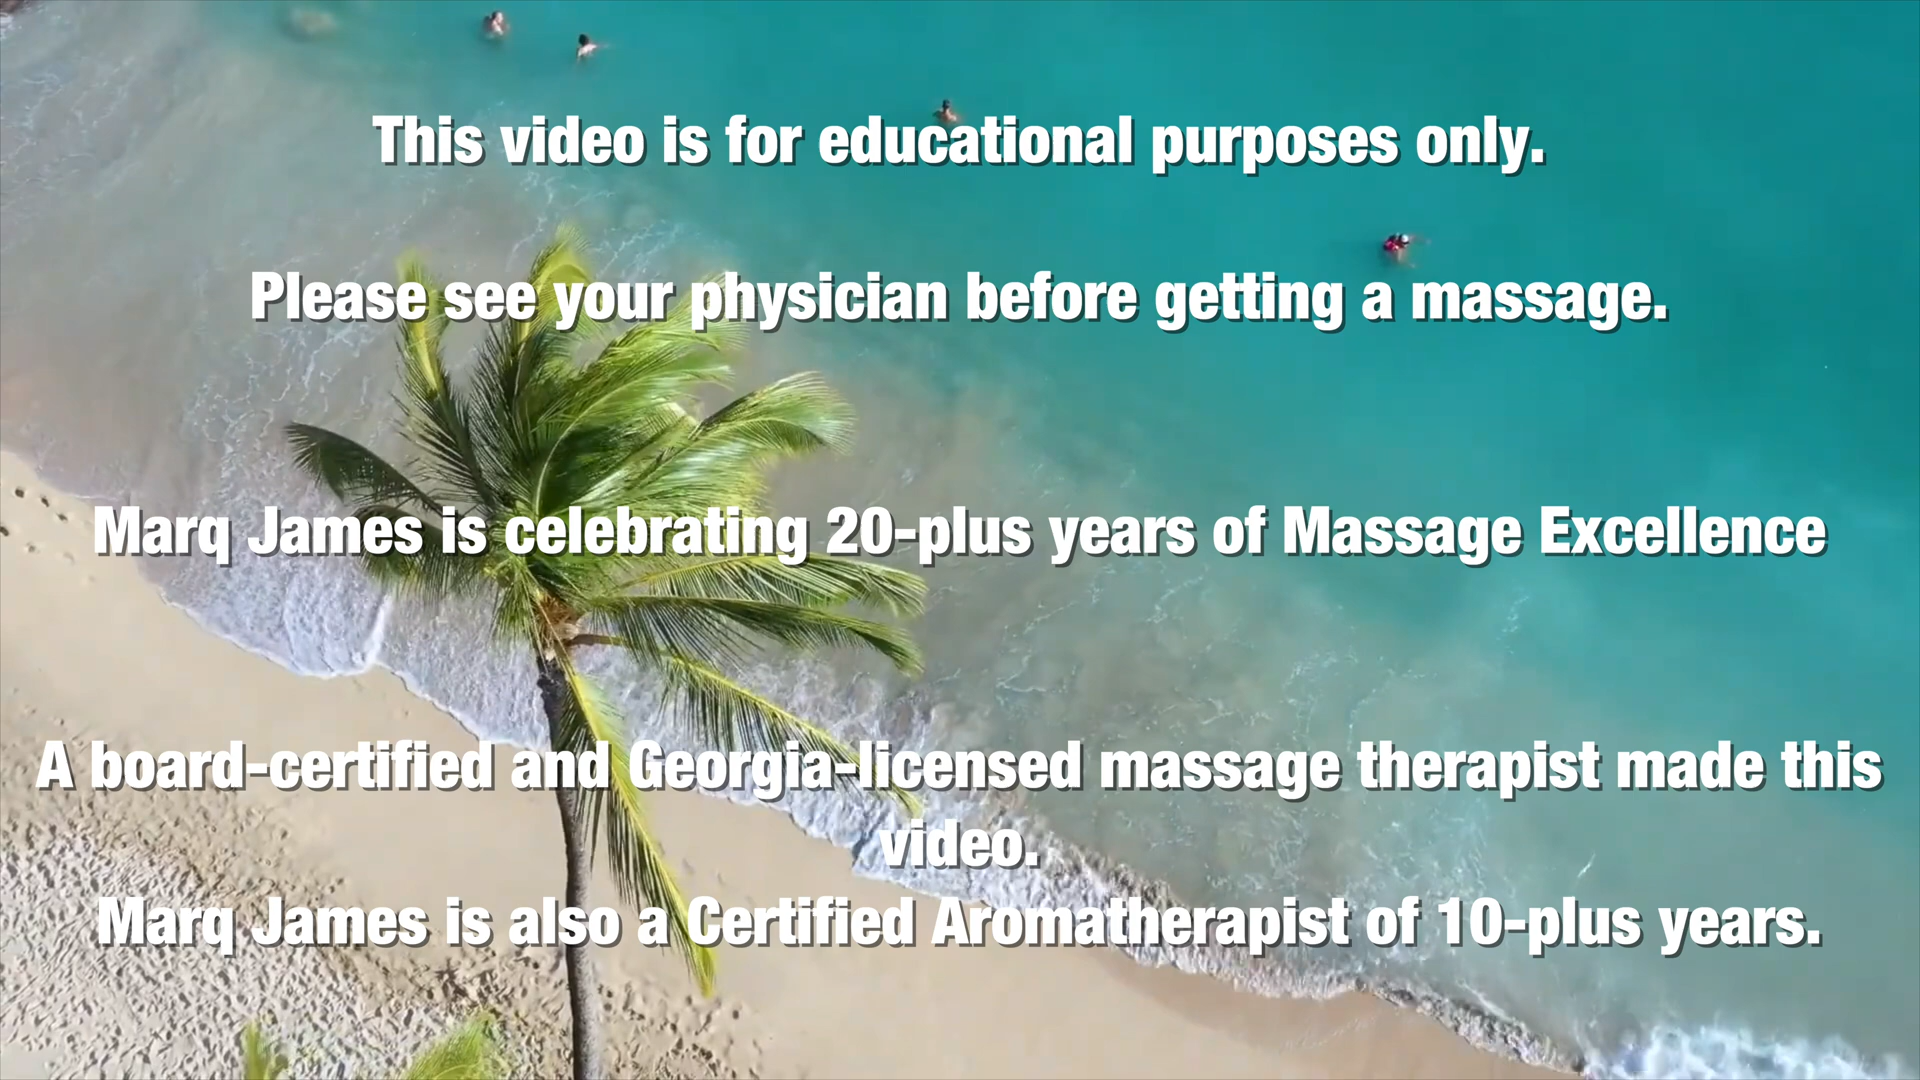 This video is for educational purposes only.
Please see your physician before getting a massage.
Marq James is celebrating 20-plus years of Massage Excellence
A board-certified and Georgia-licensed massage therapist made this
video.
Marq James is also a Certified Aromatherapist of 10-plus years.